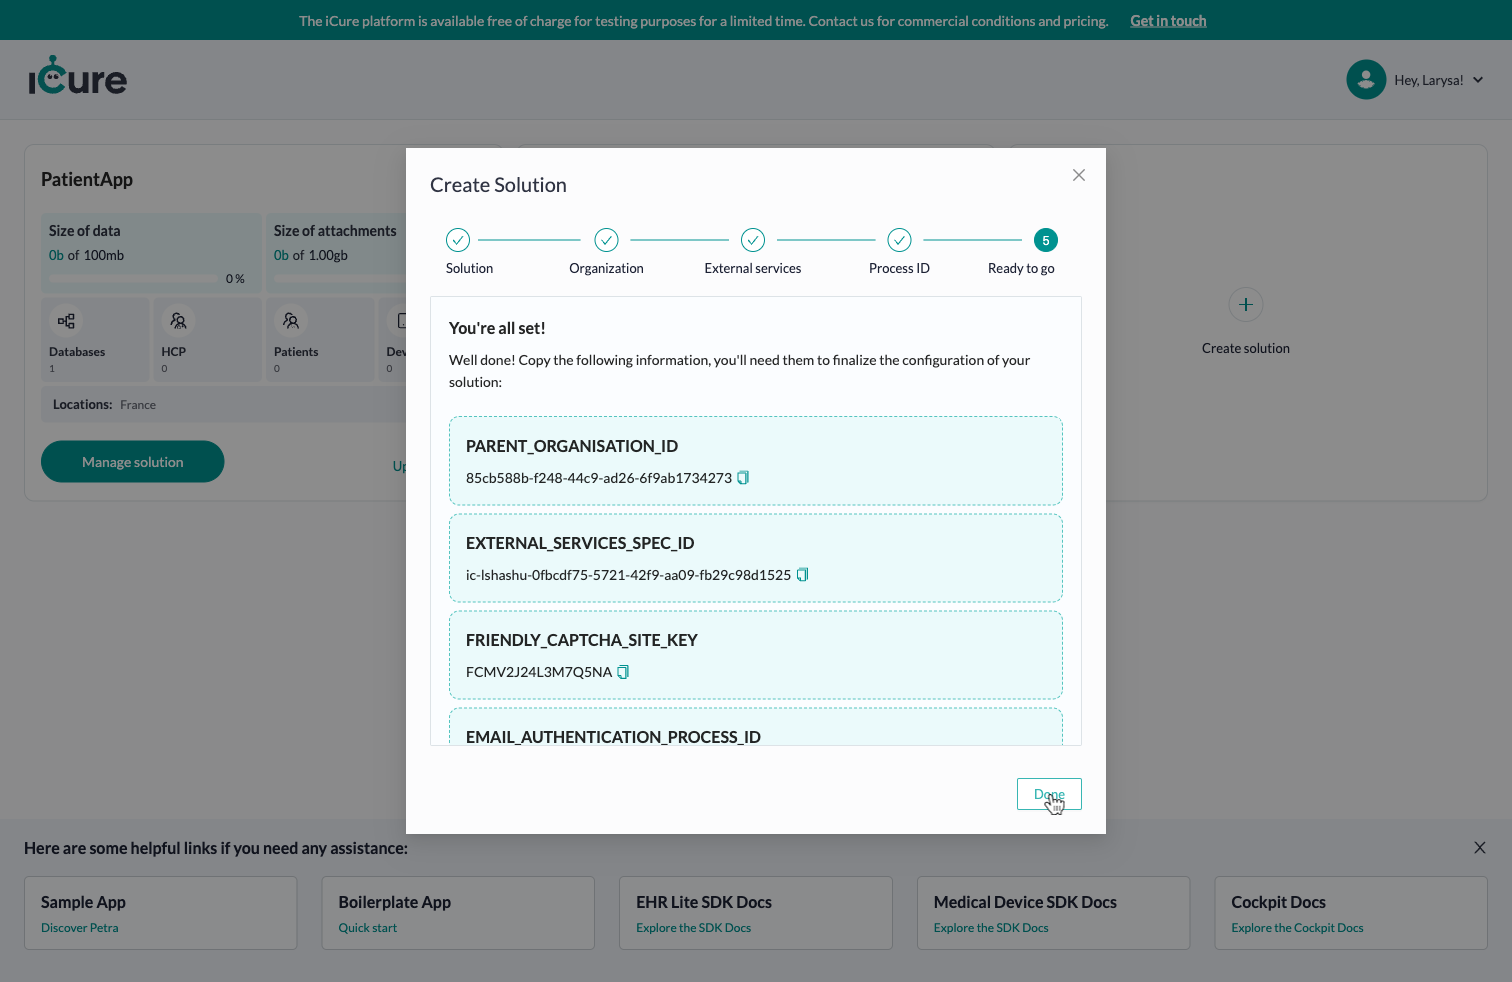 The iCure platform is available free of charge for testing purposes for a limited time. Contact us for commercial conditions and pricing. Get in touch
iCure
Hey, Larysa!
PatientApp
Size of data
0b of 100mb
0 %
Size of attachments
0b of 1.00gb
Databases
1
HCP
0
Patients
0
Dev
0
Locations: France
Manage solution
Up
Create Solution
Solution
Organization
External services
Process ID
5
Ready to go
You're all set!
Well done! Copy the following information, you'll need them to finalize the configuration of your
solution:
PARENT_ORGANISATION_ID
85cb588b-f248-44c9-ad26-6f9ab1734273
EXTERNAL_SERVICES_SPEC_ID
ic-lshashu-0fbcdf75-5721-42f9-aa09-fb29c98d1525
FRIENDLY_CAPTCHA_SITE_KEY
FCMV2J24L3M7Q5NA
EMAIL_AUTHENTICATION_PROCESS_ID
Done
Create solution
Here are some helpful links if you need any assistance:
Sample App
Discover Petra
Boilerplate App
Quick start
EHR Lite SDK Docs
Explore the SDK Docs
Medical Device SDK Docs
Explore the SDK Docs
Cockpit Docs
Explore the Cockpit Docs